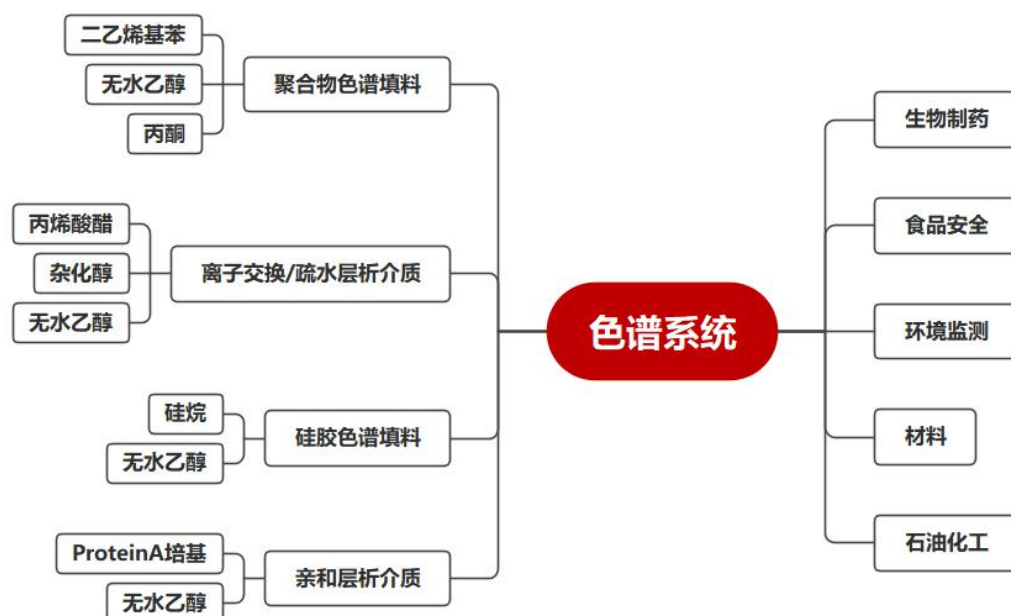 二乙烯基苯
无水乙醇
丙酮
聚合物色谱填料
丙烯酸醋
杂化醇
无水乙醇
离子交换/疏水层析介质
硅烷
无水乙醇
硅胶色谱填料
ProteinA培基
无水乙醇
亲和层析介质
色谱系统
生物制药
食品安全
环境监测
材料
石油化工